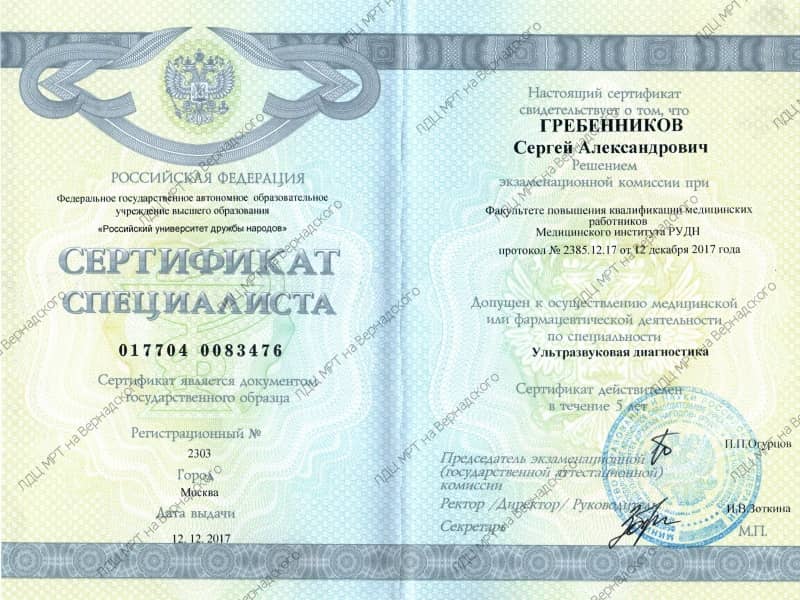 РОССИЙСКАЯ ФЕДЕРАЦИЯ
Федеральное государственное автономное образовательное
учреждение высшего образования
«Российский университет дружбы народов»
СЕРТИФИКАТ
СПЕЦИАЛИСТА
017704 0083476
Сертификат является документом
государственного образца
Регистрационный №
2303
Город
Москва
Дата выдачи
12. 12. 2017
Настоящий сертификат
свидетельствует о том, что
ГРЕБЕННИКОВ
Сергей Александрович
Решением
экзаменационной комиссии при
Факультете повышения квалификации медицинских
работников
Медицинского института РУДН
протокол № 2385.12.17 от 12 декабря 2017 года
Допущен к осуществлению медицинской
или фармацевтической деятельности
по специальности
Ультразвуковая диагностика
Сертификат действителен
в течение 5 лет
Председатель экзаменационной
(государственной аттестационной)
комиссии
П.П.Огурцов
Ректор /Директор/ Руководитель
И.В.Зоткина
Секретарь
М.П.
ЛДЦ МРТ на Вернадского